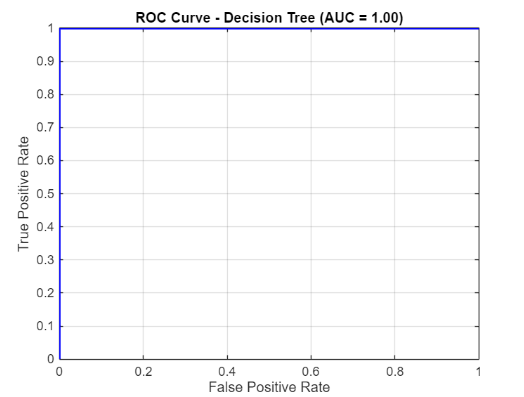 ROC Curve - Decision Tree (AUC = 1.00)
1
0.9
0.8
0.7
0.6
0.5
0.4
0.3
0.2
0.1
0
True Positive Rate
0 0.2 0.4 0.6 0.8 1
False Positive Rate